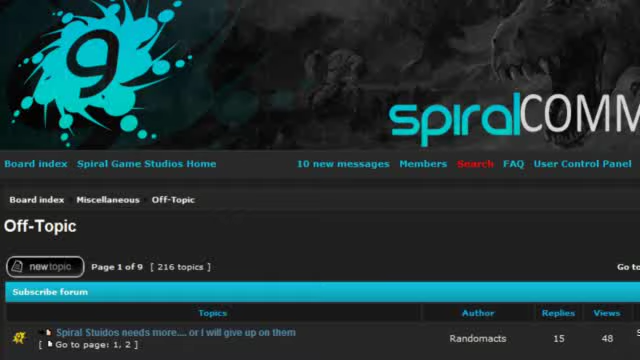 9
spiralCOMM
Board index Spiral Game Studios Home 10 new messages Members Search FAQ User Control Panel
Board index Miscellaneous Off-Topic
Off-Topic
newtopic Page 1 of 9 [ 216 topics ] Go to
Subscribe forum
Topics Author Replies Views
Spiral Stuidos needs more.... or i will give up on them Randomacts 15 48
[ Go to page: 1, 2 ]